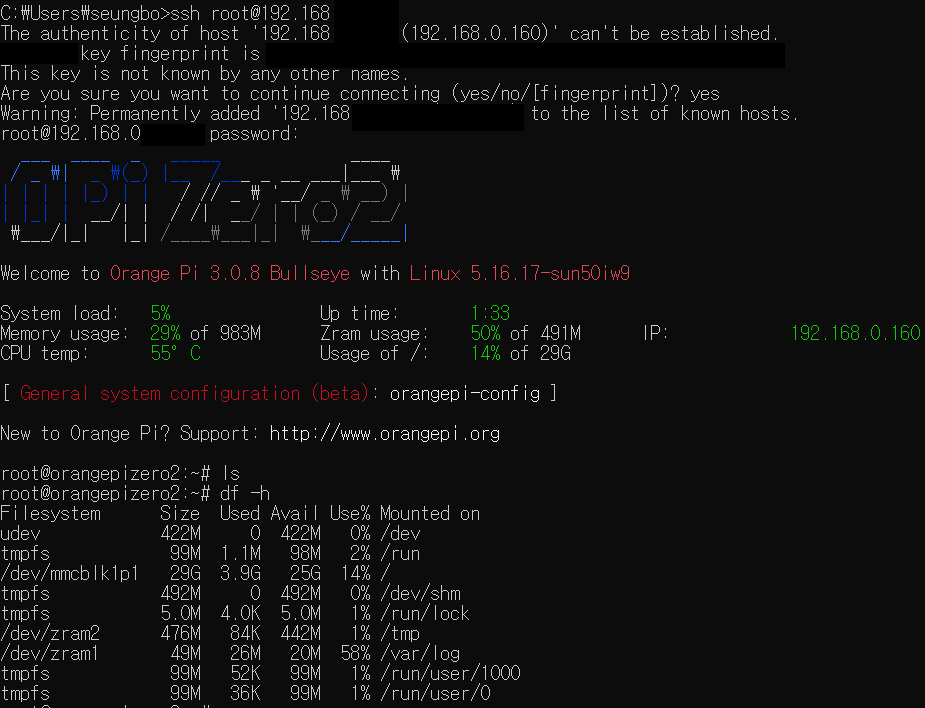 C:₩Users₩seungbo>ssh root@192.168
The authenticity of host '192.168 (192.168.0.160)' can't be established.
key fingerprint is
This key is not known by any other names.
Are you sure you want to continue connecting (yes/no/[fingerprint])? yes
Warning: Permanently added '192.168 to the list of known hosts.
root@192.168.0 password:
OPi Zero2
Welcome to Orange Pi 3.0.8 Bullseye with Linux 5.16.17-sun50iw9
System load: 5% Up time: 1:33
Memory usage: 29% of 983M Zram usage: 50% of 491M IP: 192.168.0.160
CPU temp: 55° C Usage of /: 14% of 29G
[ General system configuration (beta): orangepi-config ]
New to Orange Pi? Support: http://www.orangepi.org
root@orangepizero2:~# ls
root@orangepizero2:~# df -h
Filesystem Size Used Avail Use% Mounted on
udev 422M 0 422M 0% /dev
tmpfs 99M 1.1M 98M 2% /run
/dev/mmcblk1p1 29G 3.9G 25G 14% /
tmpfs 492M 0 492M 0% /dev/shm
tmpfs 5.0M 4.0K 5.0M 1% /run/lock
/dev/zram2 476M 84K 442M 1% /tmp
/dev/zram1 49M 26M 20M 58% /var/log
tmpfs 99M 52K 99M 1% /run/user/1000
tmpfs 99M 36K 99M 1% /run/user/0